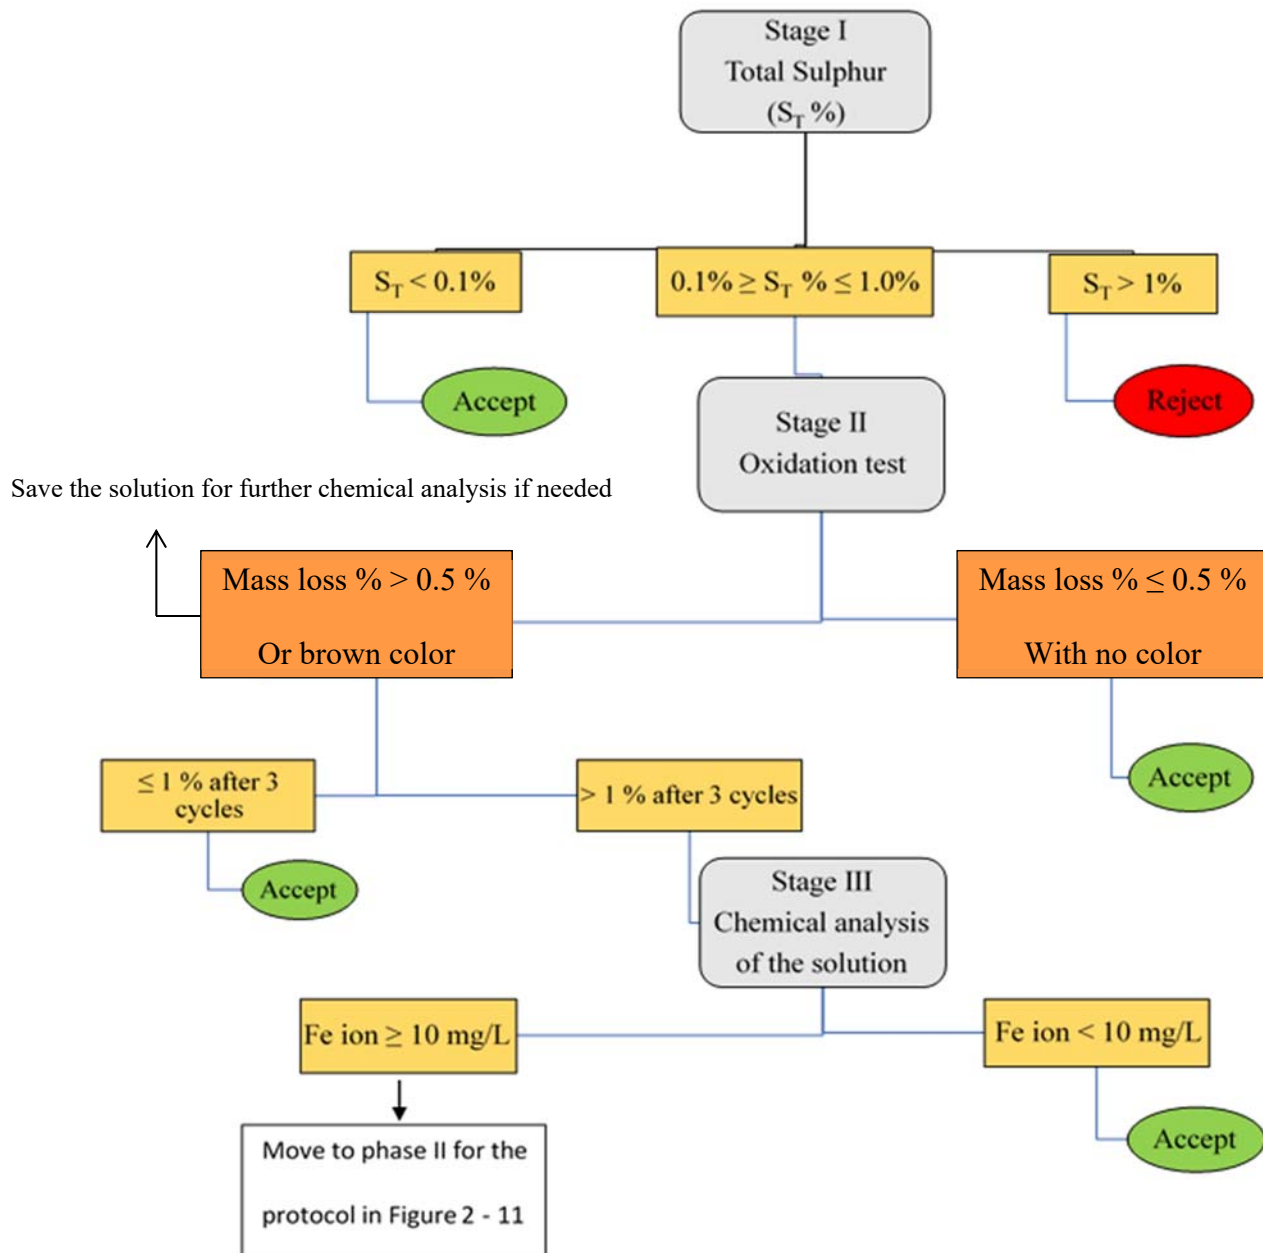 Stage I
Total Sulphur
(S_T %)
S_T < 0.1%
0.1% ≥ S_T % ≤ 1.0%
S_T > 1%
Accept
Reject
Stage II
Oxidation test
Save the solution for further chemical analysis if needed
Mass loss % > 0.5 %
Or brown color
Mass loss % ≤ 0.5 %
With no color
Accept
≤ 1 % after 3
cycles
> 1 % after 3 cycles
Accept
Stage III
Chemical analysis
of the solution
Fe ion ≥ 10 mg/L
Fe ion < 10 mg/L
Accept
Move to phase II for the
protocol in Figure 2 - 11